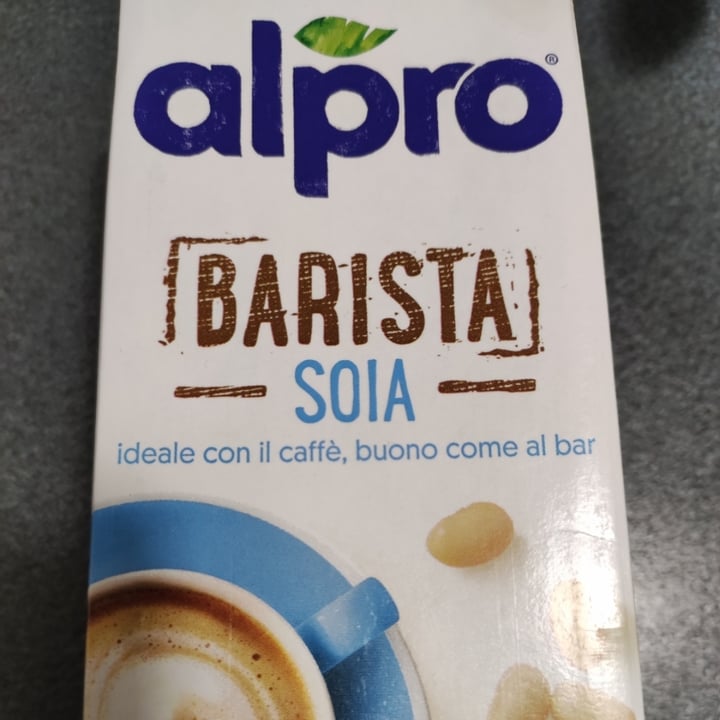 alpro®
BARISTA
SOIA
ideale con il caffè, buono come al bar